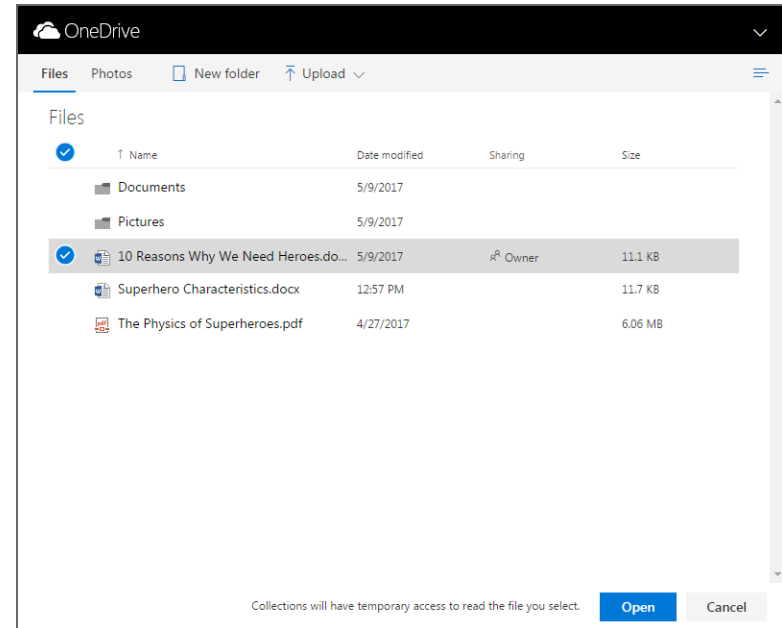 OneDrive
Files Photos New folder Upload
Files
Name Date modified Sharing Size
Documents 5/9/2017
Pictures 5/9/2017
10 Reasons Why We Need Heroes.do... 5/9/2017 Owner 11.1 KB
Superhero Characteristics.docx 12:57 PM 11.7 KB
The Physics of Superheroes.pdf 4/27/2017 6.06 MB
Collections will have temporary access to read the file you select. Open Cancel